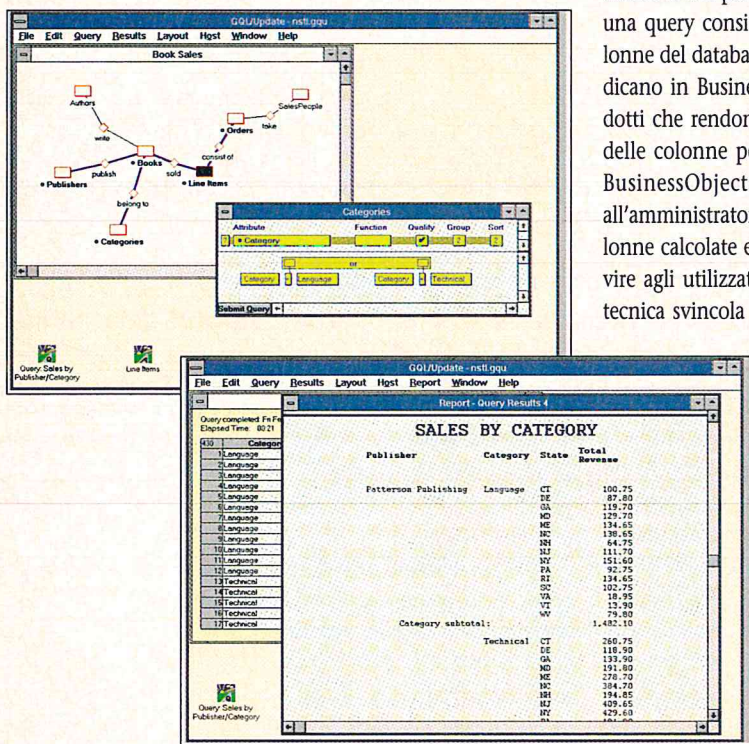 GQL/Update - nstl.gqu
File Edit Query Results Layout Host Window Help
Book Sales
Authors
write
SalesPeople
take
• Orders
consist of
• Books
publish
sold
• Publishers
• Line Items
belong to
• Categories
Categories
Attribute Function Qualify Group Sort
? • Category ✔ 2 2
or
Category = Language Category = Technical
Submit Query
Query: Sales by
Publisher/Category
Line Items
una query consi
lonne del databa
dicano in Busine
dotti che rendor
delle colonne pe
BusinessObject
all'amministrato
lonne calcolate e
vire agli utilizzat
tecnica svincola
GQL/Update - nstl.gqu
File Edit Query Results Layout Host Report Window Help
Report - Query Results 4
Query completed: Fri Fe
Elapsed Time: 00:21
430 Categor
1 Language
2 Language
3 Language
4 Language
5 Language
6 Language
7 Language
8 Language
9 Language
10 Language
11 Language
12 Language
13 Technical
14 Technical
15 Technical
16 Technical
17 Technical
SALES BY CATEGORY
Publisher Category State Total
Revenue
Patterson Publishing Language CT 100.75
DE 87.80
GA 119.70
MD 129.70
ME 134.65
NC 138.65
NH 64.75
NJ 111.70
NY 151.60
PA 92.75
RI 134.65
SC 102.75
VA 18.95
VT 13.90
WV 79.80
Category subtotal: 1,482.10
Technical CT 260.75
DE 118.90
GA 133.90
MD 191.80
ME 278.70
NC 384.70
NH 194.85
NJ 409.65
NY 429.60
Query: Sales by
Publisher/Category